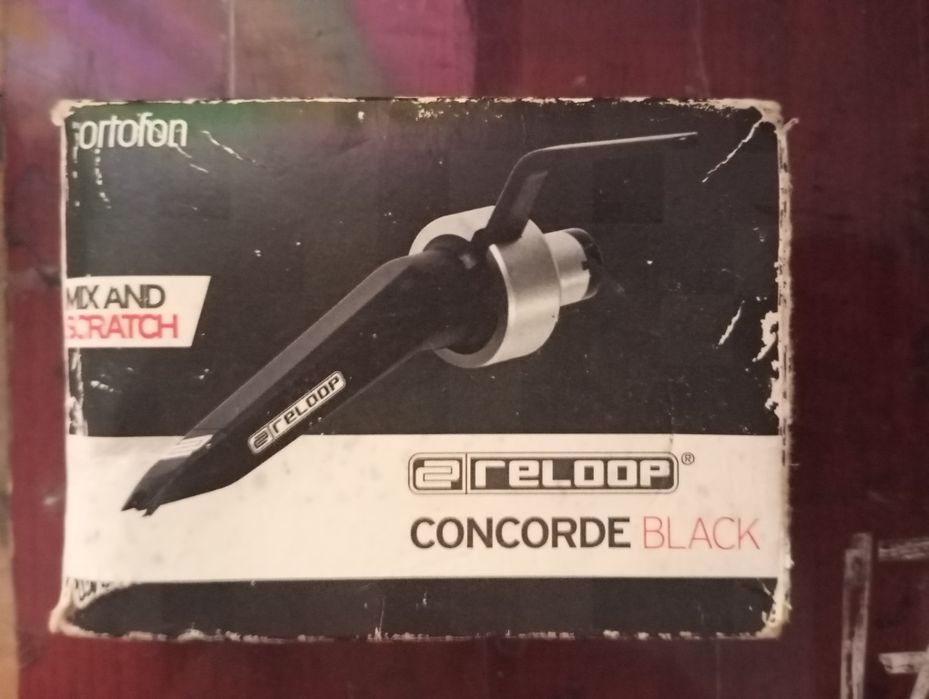 ortofon
MIX AND
SCRATCH
RELOOP
RELOOP®
CONCORDE BLACK